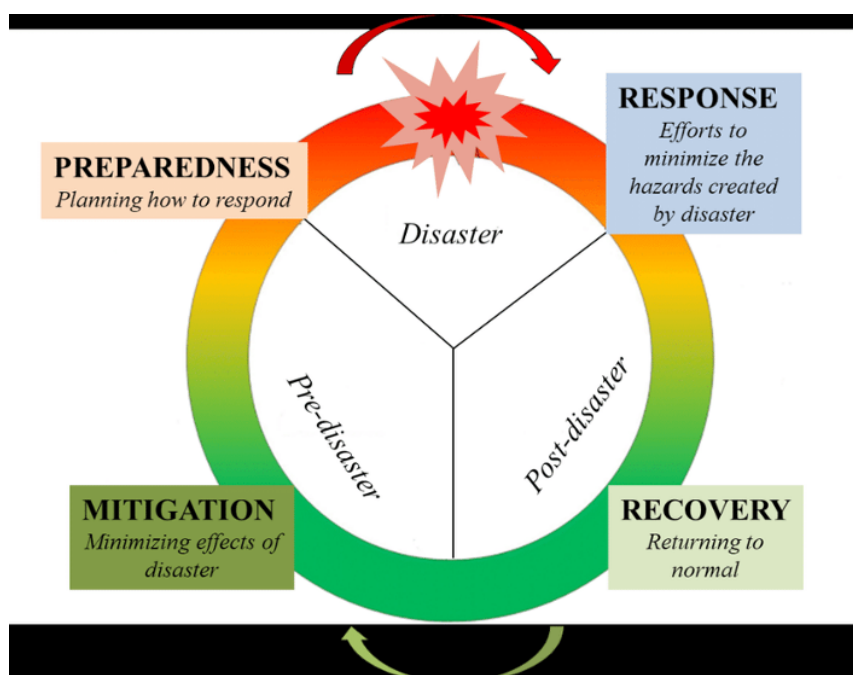 PREPAREDNESS
Planning how to respond
RESPONSE
Efforts to
minimize the
hazards created
by disaster
Disaster
Pre-disaster
Post-disaster
MITIGATION
Minimizing effects of
disaster
RECOVERY
Returning to
normal